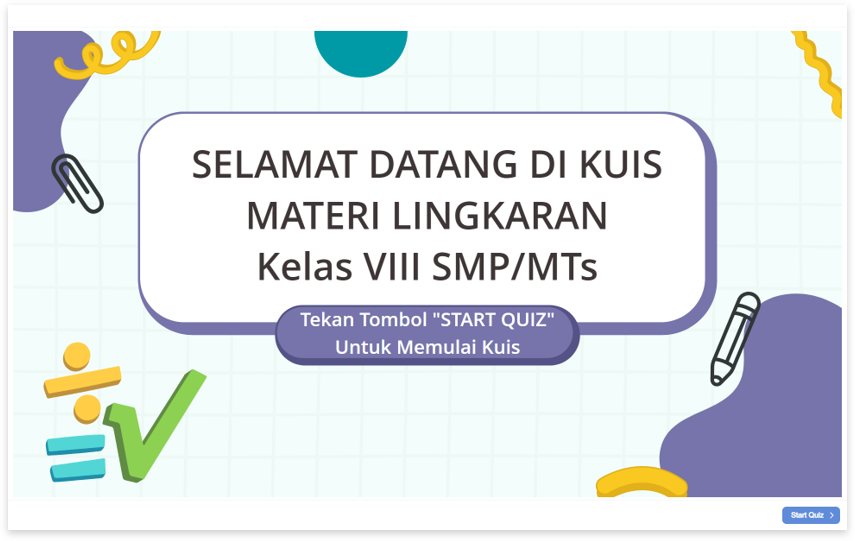 SELAMAT DATANG DI KUIS
MATERI LINGKARAN
Kelas VIII SMP/MTs
Tekan Tombol "START QUIZ"
Untuk Memulai Kuis
Start Quiz